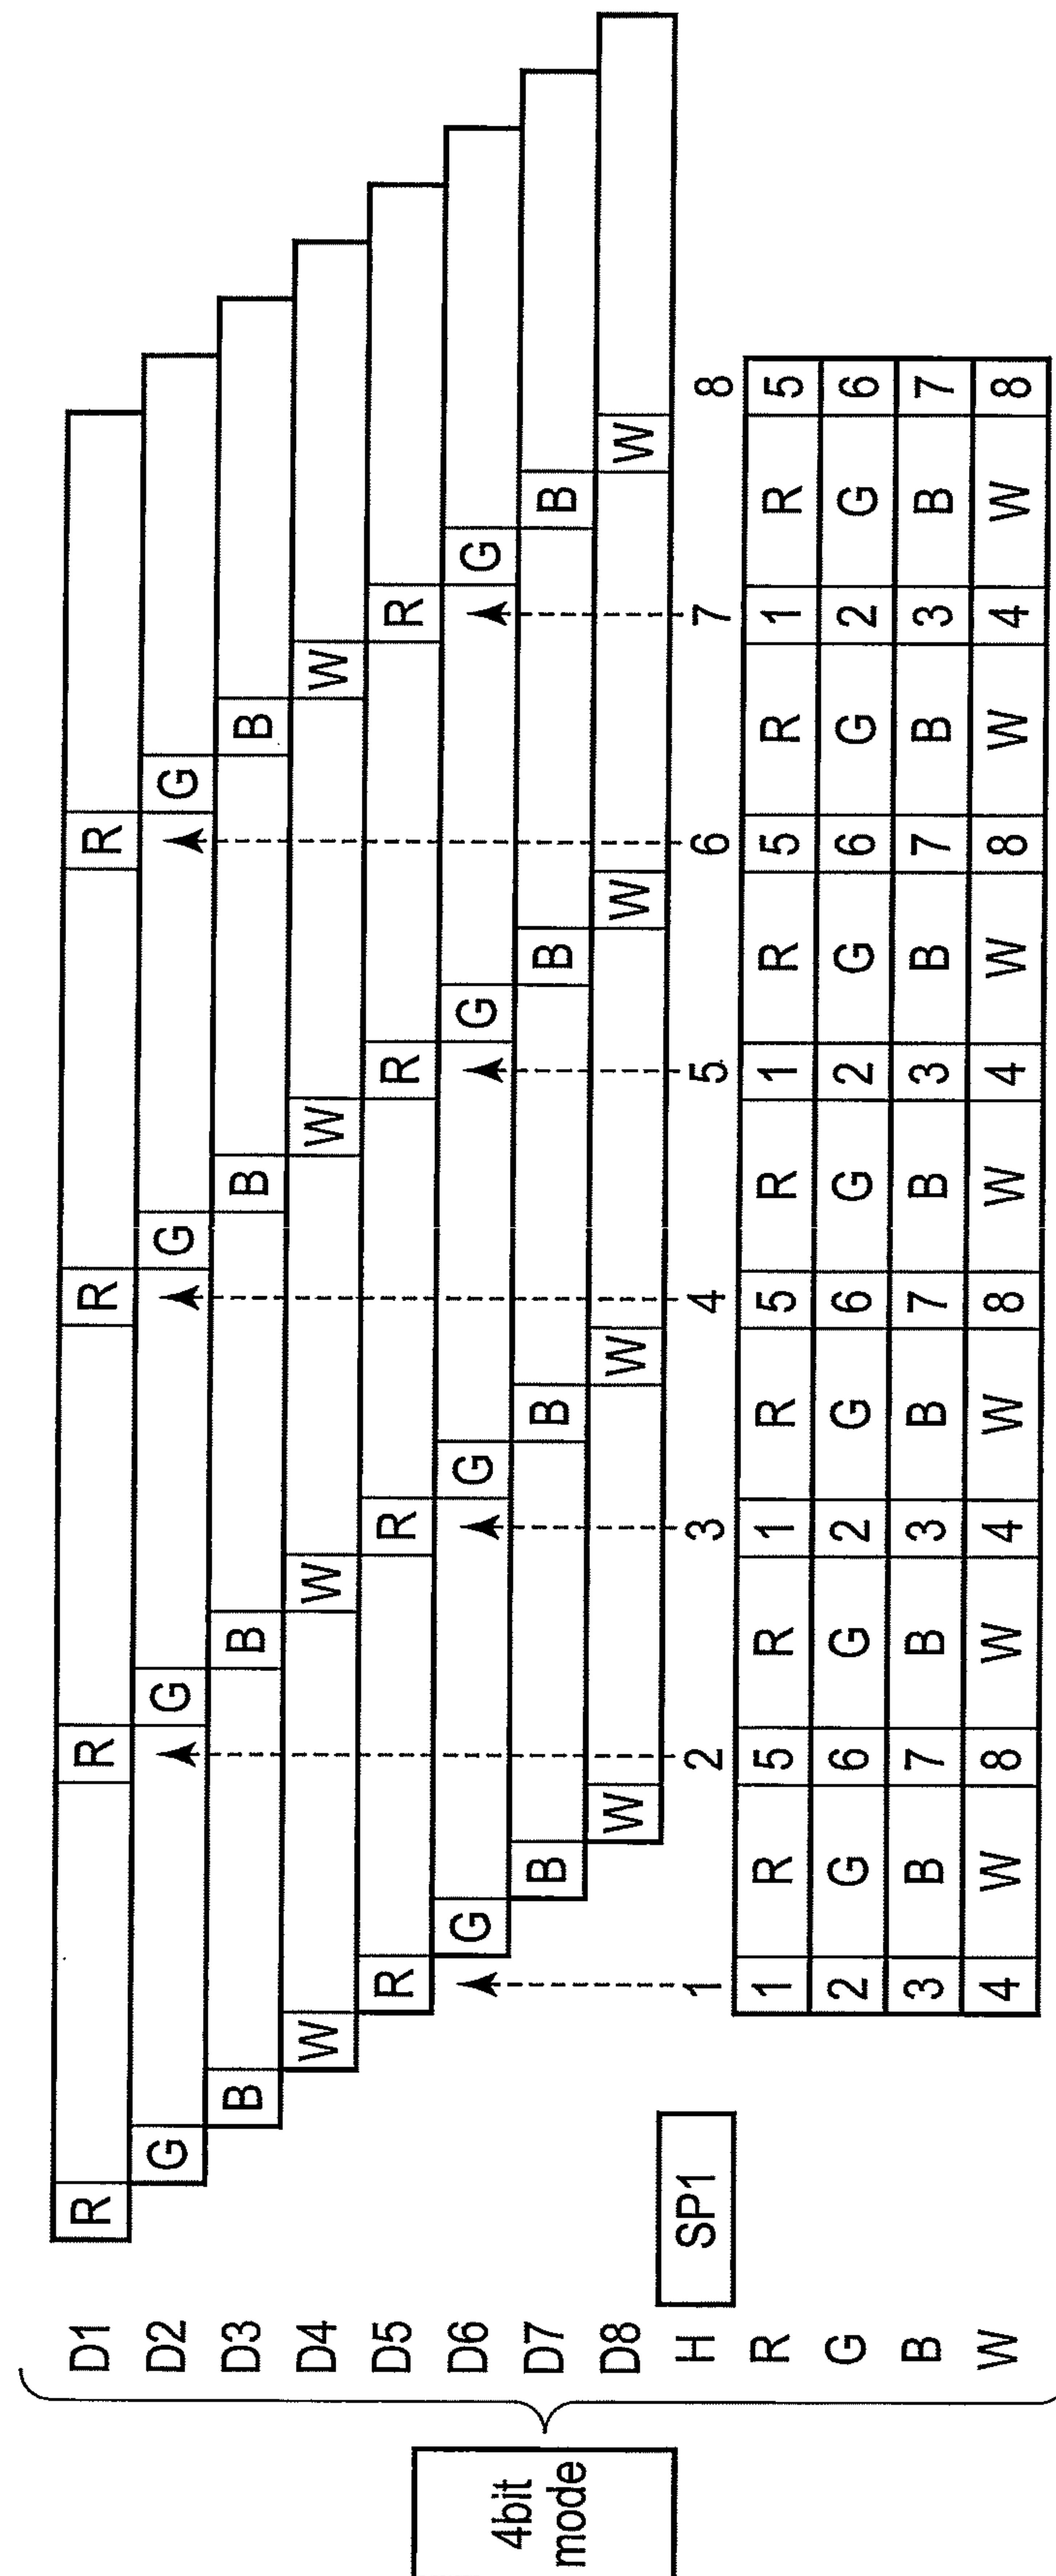 4bit
mode
D1 R R R R
D2 G G G G
D3 B B B B
D4 W W W W
D5 R R R R
D6 G G G G
D7 B B B B
D8 W W W W
H SP1 1 2 3 4 5 6 7 8
R 1 R 5 R 1 R 5 R 1 R 5 R 1 R 5
G 2 G 6 G 2 G 6 G 2 G 6 G 2 G 6
B 3 B 7 B 3 B 7 B 3 B 7 B 3 B 7
W 4 W 8 W 4 W 8 W 4 W 8 W 4 W 8